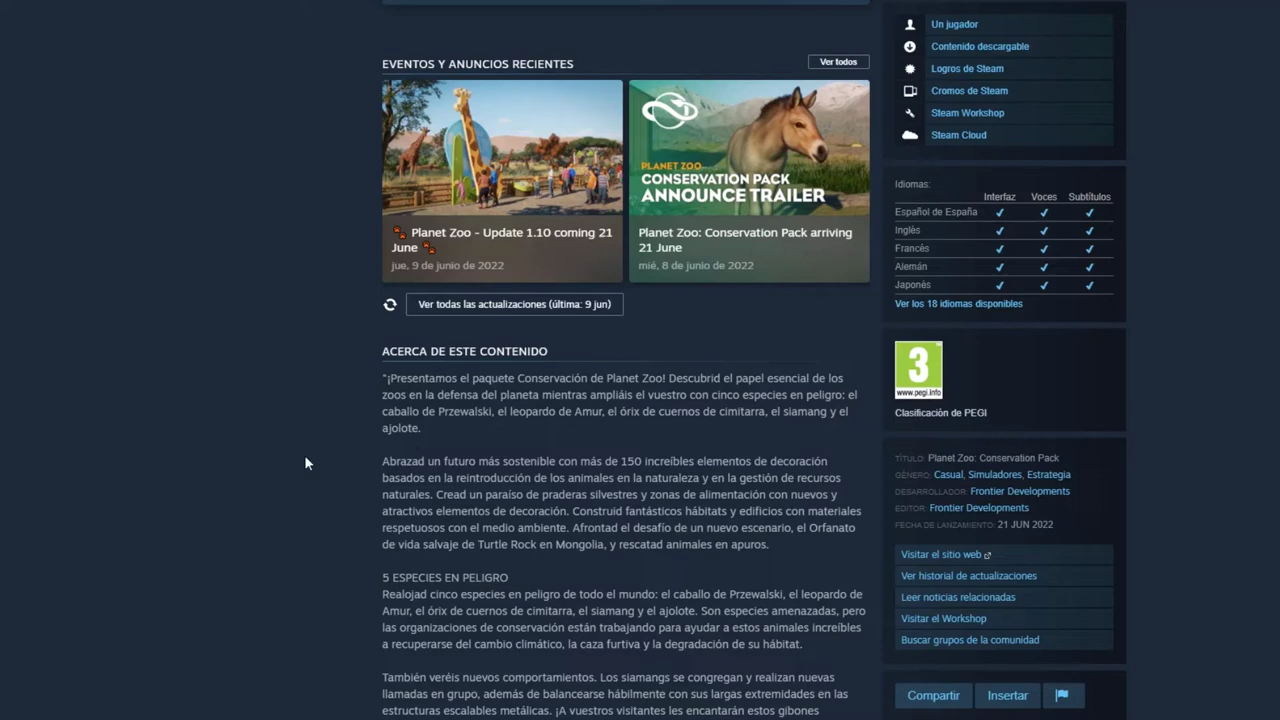 EVENTOS Y ANUNCIOS RECIENTES
Ver todos
PLANET ZOO
CONSERVATION PACK
ANNOUNCE TRAILER
Planet Zoo - Update 1.10 coming 21
June
jue, 9 de junio de 2022
Planet Zoo: Conservation Pack arriving
21 June
mié, 8 de junio de 2022
Ver todas las actualizaciones (última: 9 jun)
ACERCA DE ESTE CONTENIDO
"¡Presentamos el paquete Conservación de Planet Zoo! Descubrid el papel esencial de los
zoos en la defensa del planeta mientras ampliáis el vuestro con cinco especies en peligro: el
caballo de Przewalski, el leopardo de Amur, el órix de cuernos de cimitarra, el siamang y el
ajolote.
Abrazad un futuro más sostenible con más de 150 increíbles elementos de decoración
basados en la reintroducción de los animales en la naturaleza y en la gestión de recursos
naturales. Cread un paraíso de praderas silvestres y zonas de alimentación con nuevos y
atractivos elementos de decoración. Construid fantásticos hábitats y edificios con materiales
respetuosos con el medio ambiente. Afrontad el desafío de un nuevo escenario, el Orfanato
de vida salvaje de Turtle Rock en Mongolia, y rescatad animales en apuros.
5 ESPECIES EN PELIGRO
Realojad cinco especies en peligro de todo el mundo: el caballo de Przewalski, el leopardo de
Amur, el órix de cuernos de cimitarra, el siamang y el ajolote. Son especies amenazadas, pero
las organizaciones de conservación están trabajando para ayudar a estos animales increíbles
a recuperarse del cambio climático, la caza furtiva y la degradación de su hábitat.
También veréis nuevos comportamientos. Los siamangs se congregan y realizan nuevas
llamadas en grupo, además de balancearse hábilmente con sus largas extremidades en las
estructuras escalables metálicas. ¡A vuestros visitantes les encantarán estos gibones
Un jugador
Contenido descargable
Logros de Steam
Cromos de Steam
Steam Workshop
Steam Cloud
Idiomas:
Interfaz Voces Subtítulos
Español de España ✔ ✔ ✔
Inglés ✔ ✔ ✔
Francés ✔ ✔ ✔
Alemán ✔ ✔ ✔
Japonés ✔ ✔ ✔
Ver los 18 idiomas disponibles
3
www.pegi.info
Clasificación de PEGI
TÍTULO: Planet Zoo: Conservation Pack
GÉNERO: Casual, Simuladores, Estrategia
DESARROLLADOR: Frontier Developments
EDITOR: Frontier Developments
FECHA DE LANZAMIENTO: 21 JUN 2022
Visitar el sitio web
Ver historial de actualizaciones
Leer noticias relacionadas
Visitar el Workshop
Buscar grupos de la comunidad
Compartir
Insertar